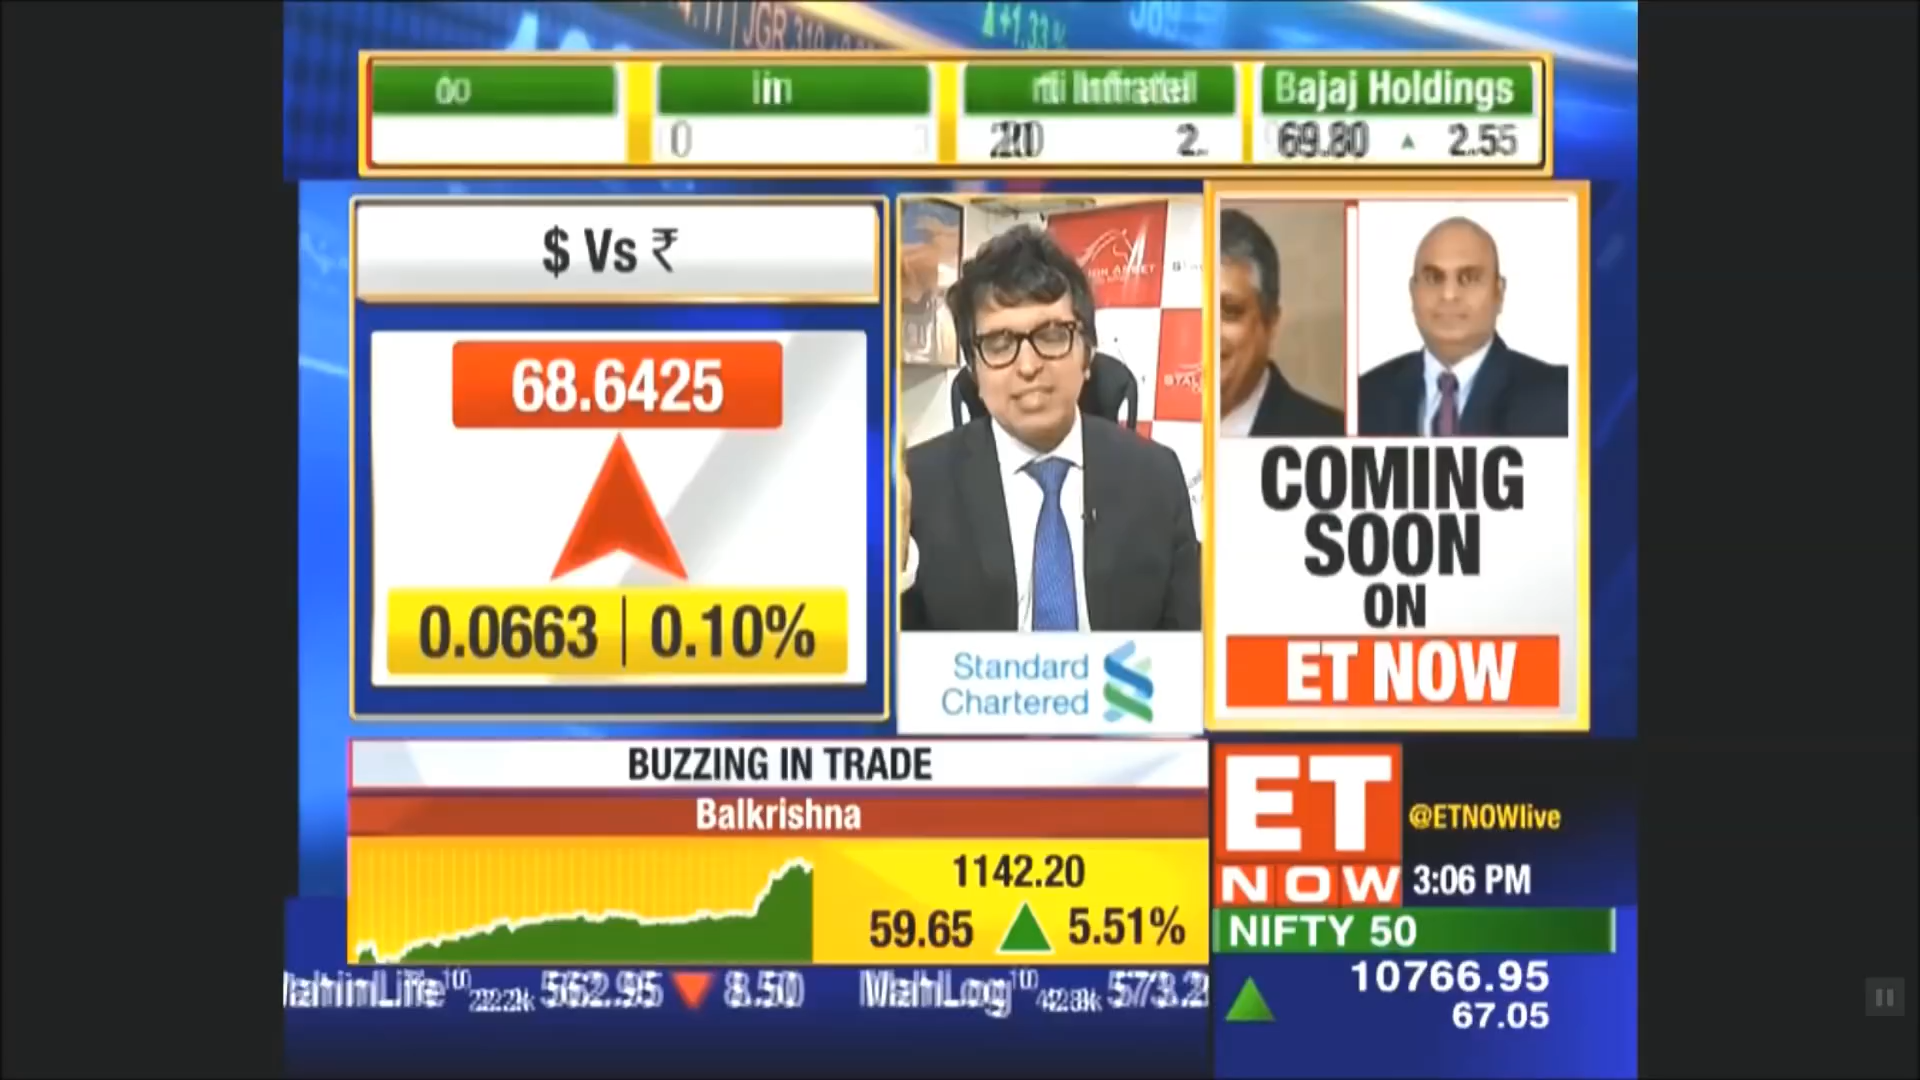 Bajaj Holdings
69.80 ▲ 2.55
$ Vs ₹
68.6425
0.0663 | 0.10%
Standard
Chartered
COMING
SOON
ON
ET NOW
BUZZING IN TRADE
Balkrishna
1142.20
59.65 ▲ 5.51%
562.95 ▼ 8.50 MahLog
ET
NOW
@ETNOWlive
3:06 PM
NIFTY 50
10766.95
▲ 67.05